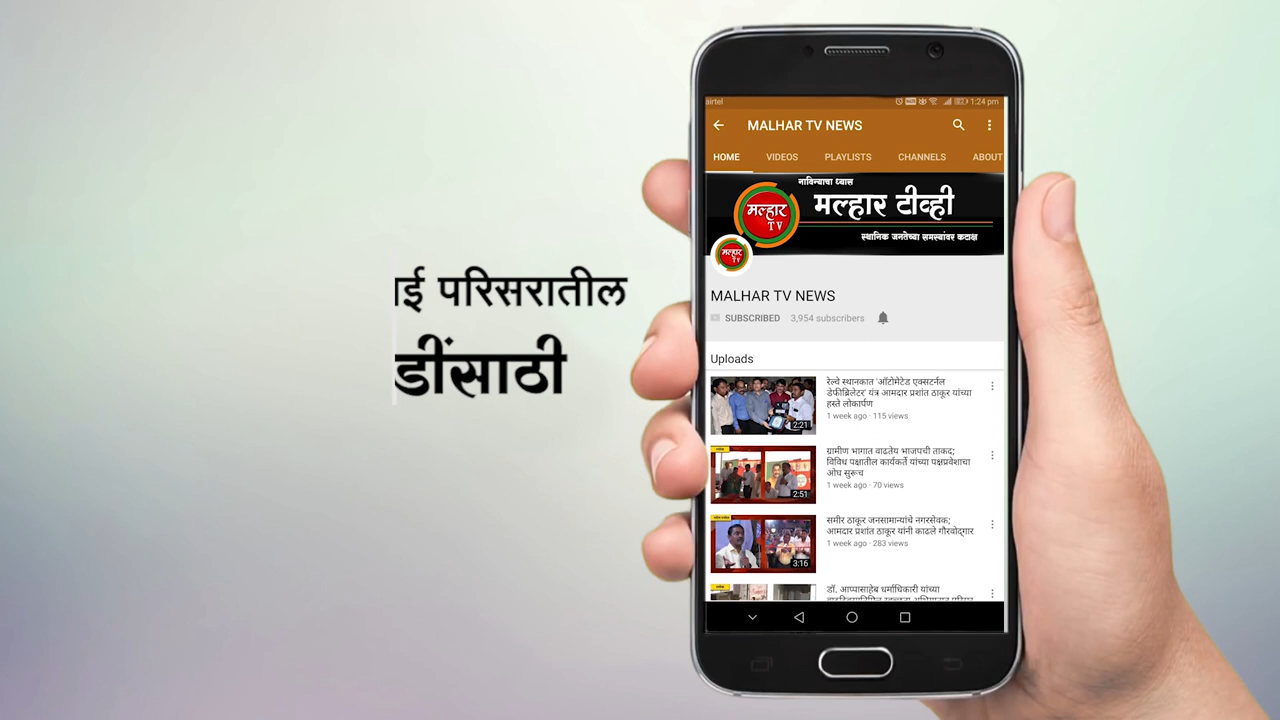 ई परिसरातील
डींसाठी
airtel
1:24 pm
MALHAR TV NEWS
HOME VIDEOS PLAYLISTS CHANNELS ABOUT
नाविन्याचा ध्यास
मल्हार टीव्ही
मल्हार
TV
स्थानिक जनतेच्या समस्यांवर कटाक्ष
मल्हार
TV
MALHAR TV NEWS
SUBSCRIBED 3,954 subscribers
Uploads
रेल्वे स्थानकात 'ऑटोमेटेड एक्सटर्नल
डेफीब्रिलेटर' यंत्र आमदार प्रशांत ठाकूर यांच्या
हस्ते लोकार्पण
1 week ago · 115 views
2:21
ग्रामीण भागात वाढतेय भाजपची ताकद;
विविध पक्षातील कार्यकर्ते यांच्या पक्षप्रवेशाचा
ओघ सुरूच
1 week ago · 70 views
2:51
समीर ठाकूर जनसामान्यांचे नगरसेवक;
आमदार प्रशांत ठाकूर यांनी काढले गौरवोद्गार
1 week ago · 283 views
3:16
डॉ. आप्पासाहेब धर्माधिकारी यांच्या